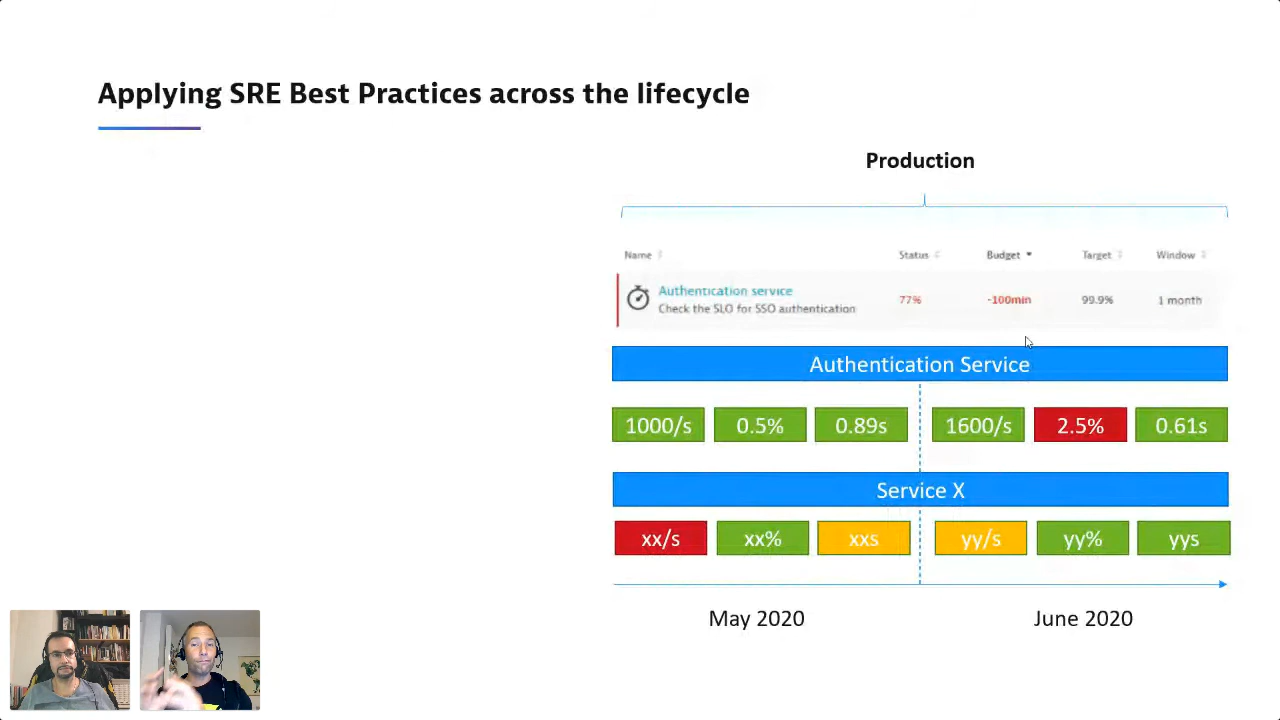 Applying SRE Best Practices across the lifecycle
Production
Name Status Budget Target Window
Authentication service 77% -100min 99.9% 1 month
Check the SLO for SSO authentication
Authentication Service
1000/s 0.5% 0.89s 1600/s 2.5% 0.61s
Service X
xx/s xx% xxs yy/s yy% yys
May 2020 June 2020